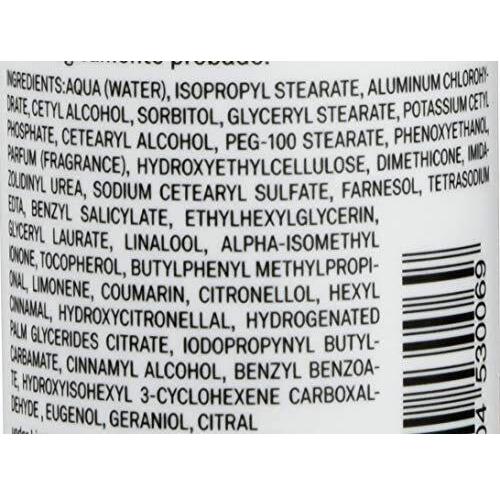 probado.
INGREDIENTS: AQUA (WATER), ISOPROPYL STEARATE, ALUMINUM CHLOROHY-
DRATE, CETYL ALCOHOL, SORBITOL, GLYCERYL STEARATE, POTASSIUM CETYL
PHOSPHATE, CETEARYL ALCOHOL, PEG-100 STEARATE, PHENOXYETHANOL,
PARFUM (FRAGRANCE), HYDROXYETHYLCELLULOSE, DIMETHICONE, IMIDA-
ZOLIDINYL UREA, SODIUM CETEARYL SULFATE, FARNESOL, TETRASODIUM
EDTA, BENZYL SALICYLATE, ETHYLHEXYLGLYCERIN,
GLYCERYL LAURATE, LINALOOL, ALPHA-ISOMETHYL
IONONE, TOCOPHEROL, BUTYLPHENYL METHYLPROPI-
ONAL, LIMONENE, COUMARIN, CITRONELLOL, HEXYL
CINNAMAL, HYDROXYCITRONELLAL, HYDROGENATED
PALM GLYCERIDES CITRATE, IODOPROPYNYL BUTYL-
CARBAMATE, CINNAMYL ALCOHOL, BENZYL BENZOA-
TE, HYDROXYISOHEXYL 3-CYCLOHEXENE CARBOXAL-
DEHYDE, EUGENOL, GERANIOL, CITRAL
04 530069